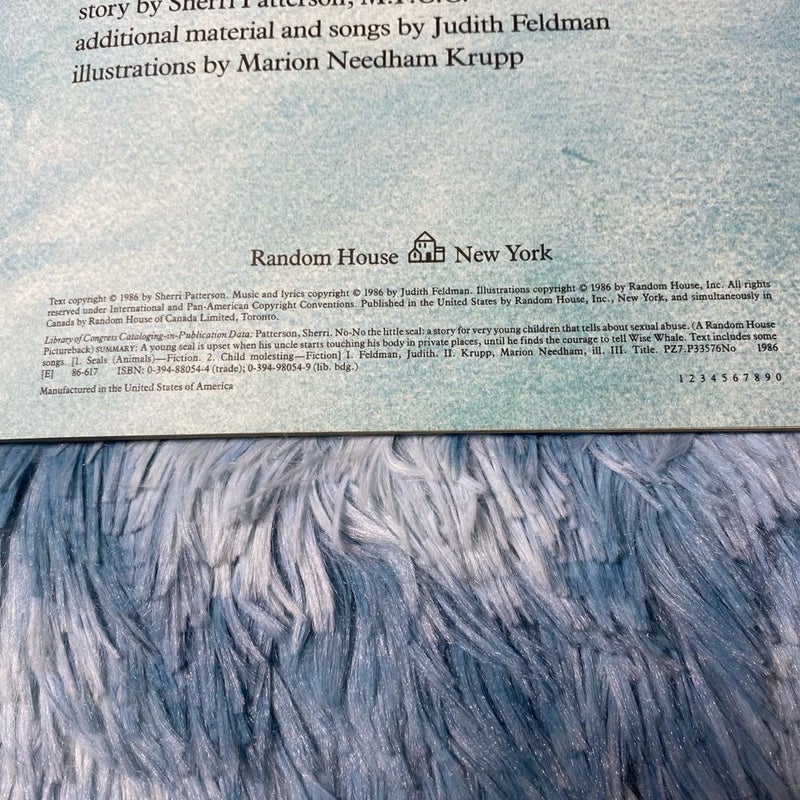 story by Sherri Patterson, M.F.C.C.
additional material and songs by Judith Feldman
illustrations by Marion Needham Krupp
Random House New York
Text copyright © 1986 by Sherri Patterson. Music and lyrics copyright © 1986 by Judith Feldman. Illustrations copyright © 1986 by Random House, Inc. All rights
reserved under International and Pan-American Copyright Conventions. Published in the United States by Random House, Inc., New York, and simultaneously in
Canada by Random House of Canada Limited, Toronto.
Library of Congress Cataloging-in-Publication Data: Patterson, Sherri. No-No the little seal: a story for very young children that tells about sexual abuse. (A Random House
Pictureback) SUMMARY: A young seal is upset when his uncle starts touching his body in private places, until he finds the courage to tell Wise Whale. Text includes some
songs. [1. Seals (Animals)—Fiction. 2. Child molesting—Fiction] I. Feldman, Judith. II. Krupp, Marion Needham, ill. III. Title. PZ7.P33576No 1986
[E] 86-617 ISBN: 0-394-88054-4 (trade); 0-394-98054-9 (lib. bdg.)
Manufactured in the United States of America
1 2 3 4 5 6 7 8 9 0